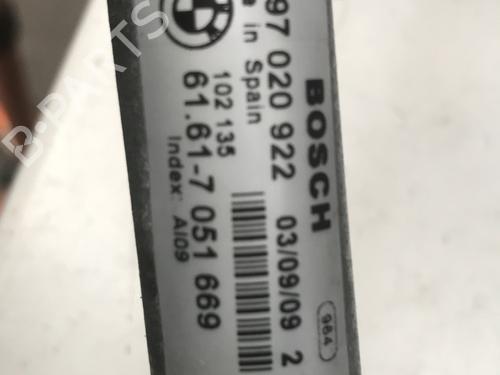 BOSCH
97 020 922 03/09/09 2
in Spain
102 135
61.61-7 051 669
Index: AI09
984
B-PARTS